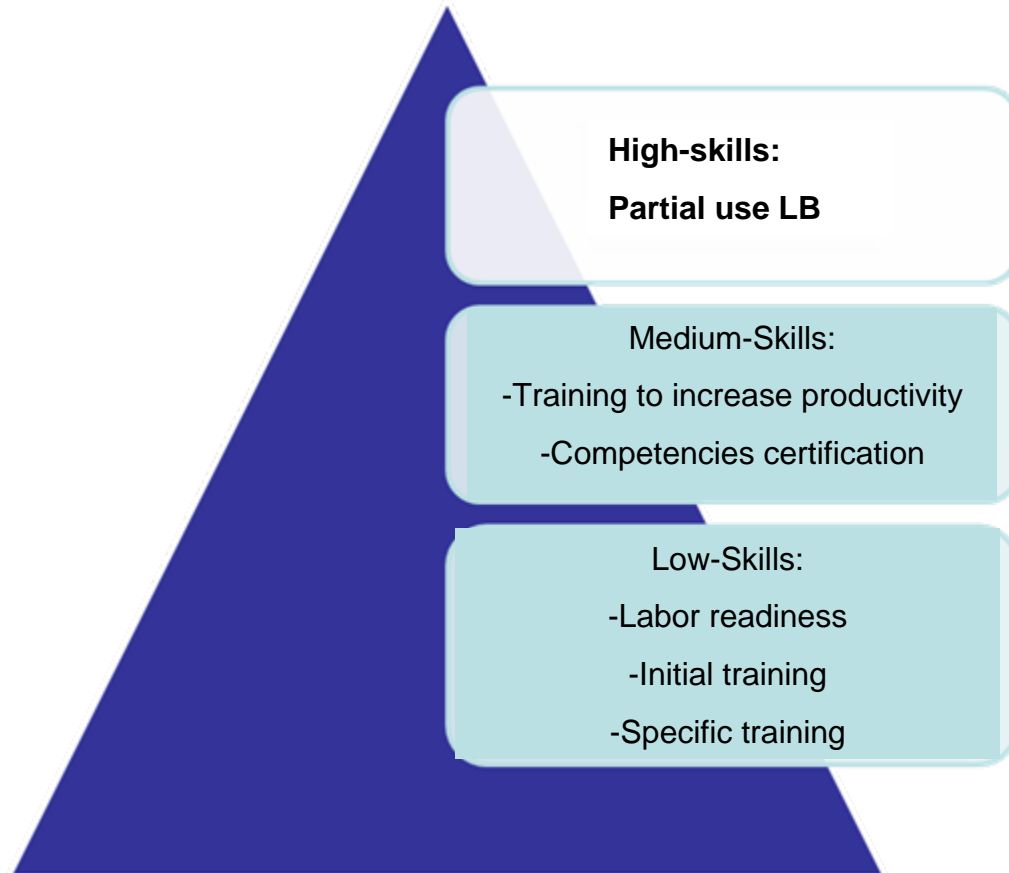 High-skills:
Partial use LB
Medium-Skills:
-Training to increase productivity
-Competencies certification
Low-Skills:
-Labor readiness
-Initial training
-Specific training